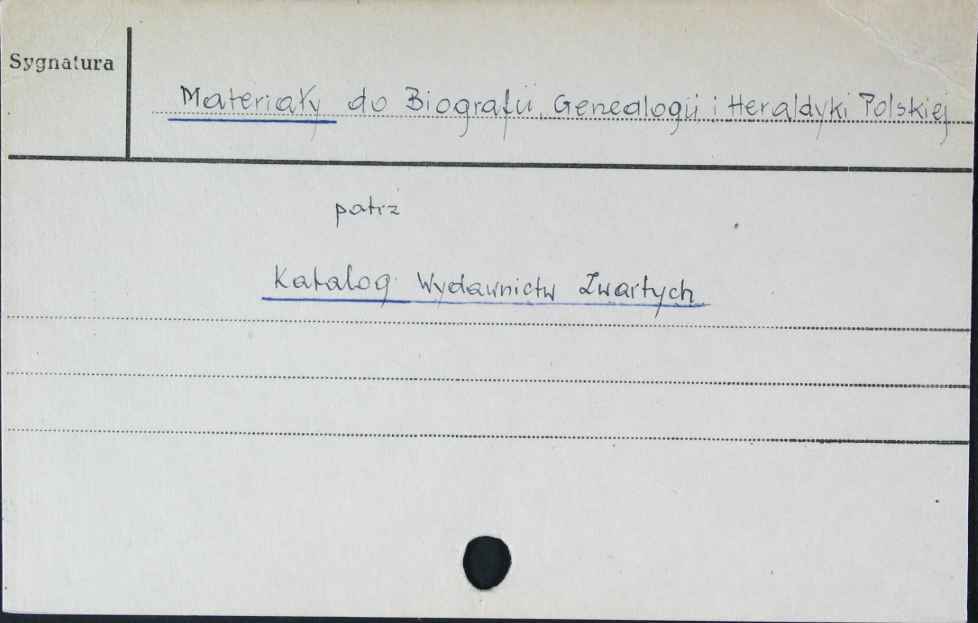 Sygnatura
Materiały do Biografii, Genealogii i Heraldyki Polskiej
patrz
Katalog Wydawnictw Zwartych